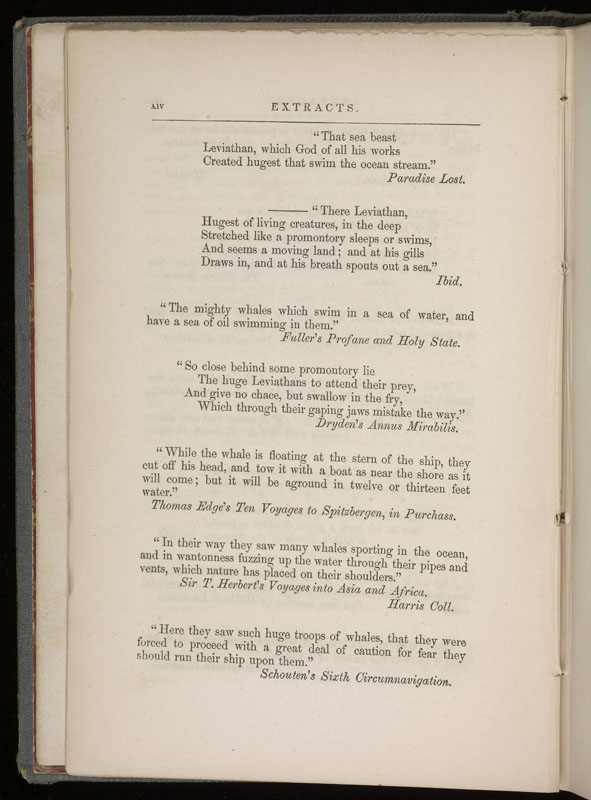 xiv
EXTRACTS.
“That sea beast
Leviathan, which God of all his works
Created hugest that swim the ocean stream.”
Paradise Lost.
——— “There Leviathan,
Hugest of living creatures, in the deep
Stretched like a promontory sleeps or swims,
And seems a moving land; and at his gills
Draws in, and at his breath spouts out a sea.”
Ibid.
“The mighty whales which swim in a sea of water, and
have a sea of oil swimming in them.”
Fuller's Profane and Holy State.
“So close behind some promontory lie
The huge Leviathans to attend their prey,
And give no chace, but swallow in the fry,
Which through their gaping jaws mistake the way.”
Dryden's Annus Mirabilis.
“While the whale is floating at the stern of the ship, they
cut off his head, and tow it with a boat as near the shore as it
will come; but it will be aground in twelve or thirteen feet
water.”
Thomas Edge's Ten Voyages to Spitzbergen, in Purchass.
“In their way they saw many whales sporting in the ocean,
and in wantonness fuzzing up the water through their pipes and
vents, which nature has placed on their shoulders.”
Sir T. Herbert's Voyages into Asia and Africa.
Harris Coll.
“Here they saw such huge troops of whales, that they were
forced to proceed with a great deal of caution for fear they
should run their ship upon them.”
Schouten's Sixth Circumnavigation.